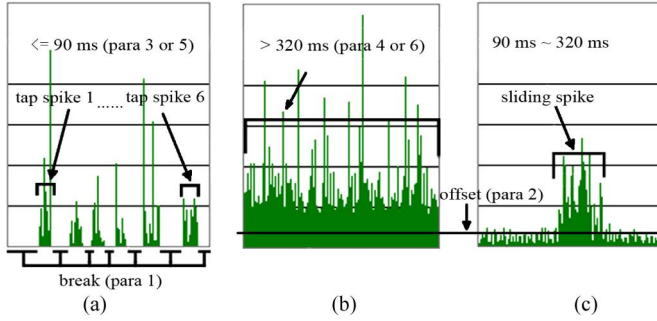 <= 90 ms (para 3 or 5)
tap spike 1 ...... tap spike 6
break (para 1)
(a)
> 320 ms (para 4 or 6)
offset (para 2)
(b)
90 ms ~ 320 ms
sliding spike
(c)